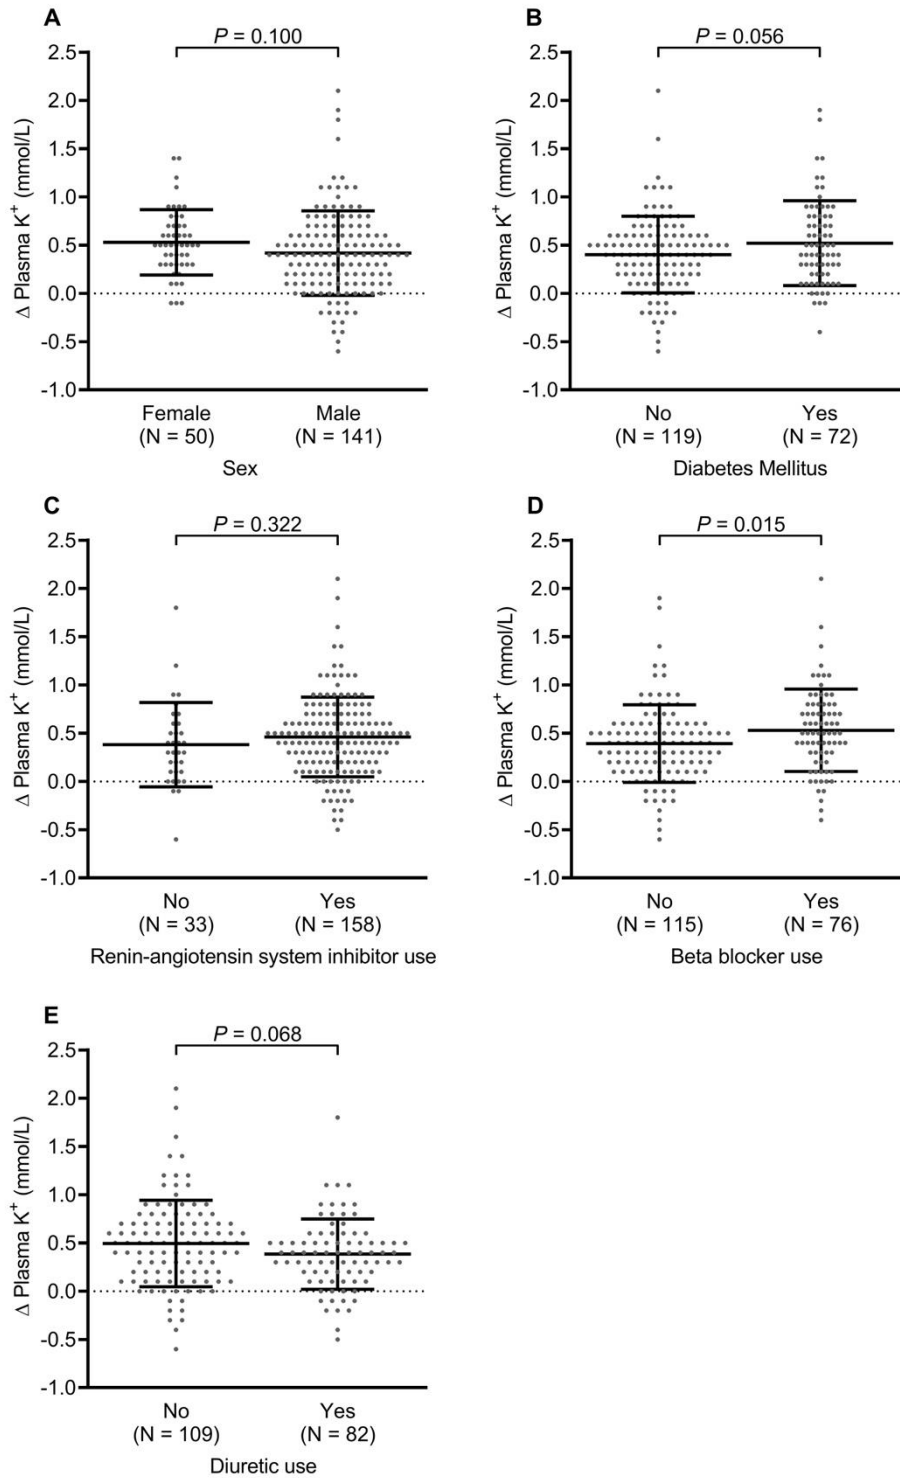 A
P = 0.100
2.5
2.0
1.5
1.0
0.5
0.0
-0.5
-1.0
Δ Plasma K⁺ (mmol/L)
Female Male
(N = 50) (N = 141)
Sex
B
P = 0.056
2.5
2.0
1.5
1.0
0.5
0.0
-0.5
-1.0
Δ Plasma K⁺ (mmol/L)
No Yes
(N = 119) (N = 72)
Diabetes Mellitus
C
P = 0.322
2.5
2.0
1.5
1.0
0.5
0.0
-0.5
-1.0
Δ Plasma K⁺ (mmol/L)
No Yes
(N = 33) (N = 158)
Renin-angiotensin system inhibitor use
D
P = 0.015
2.5
2.0
1.5
1.0
0.5
0.0
-0.5
-1.0
Δ Plasma K⁺ (mmol/L)
No Yes
(N = 115) (N = 76)
Beta blocker use
E
P = 0.068
2.5
2.0
1.5
1.0
0.5
0.0
-0.5
-1.0
Δ Plasma K⁺ (mmol/L)
No Yes
(N = 109) (N = 82)
Diuretic use